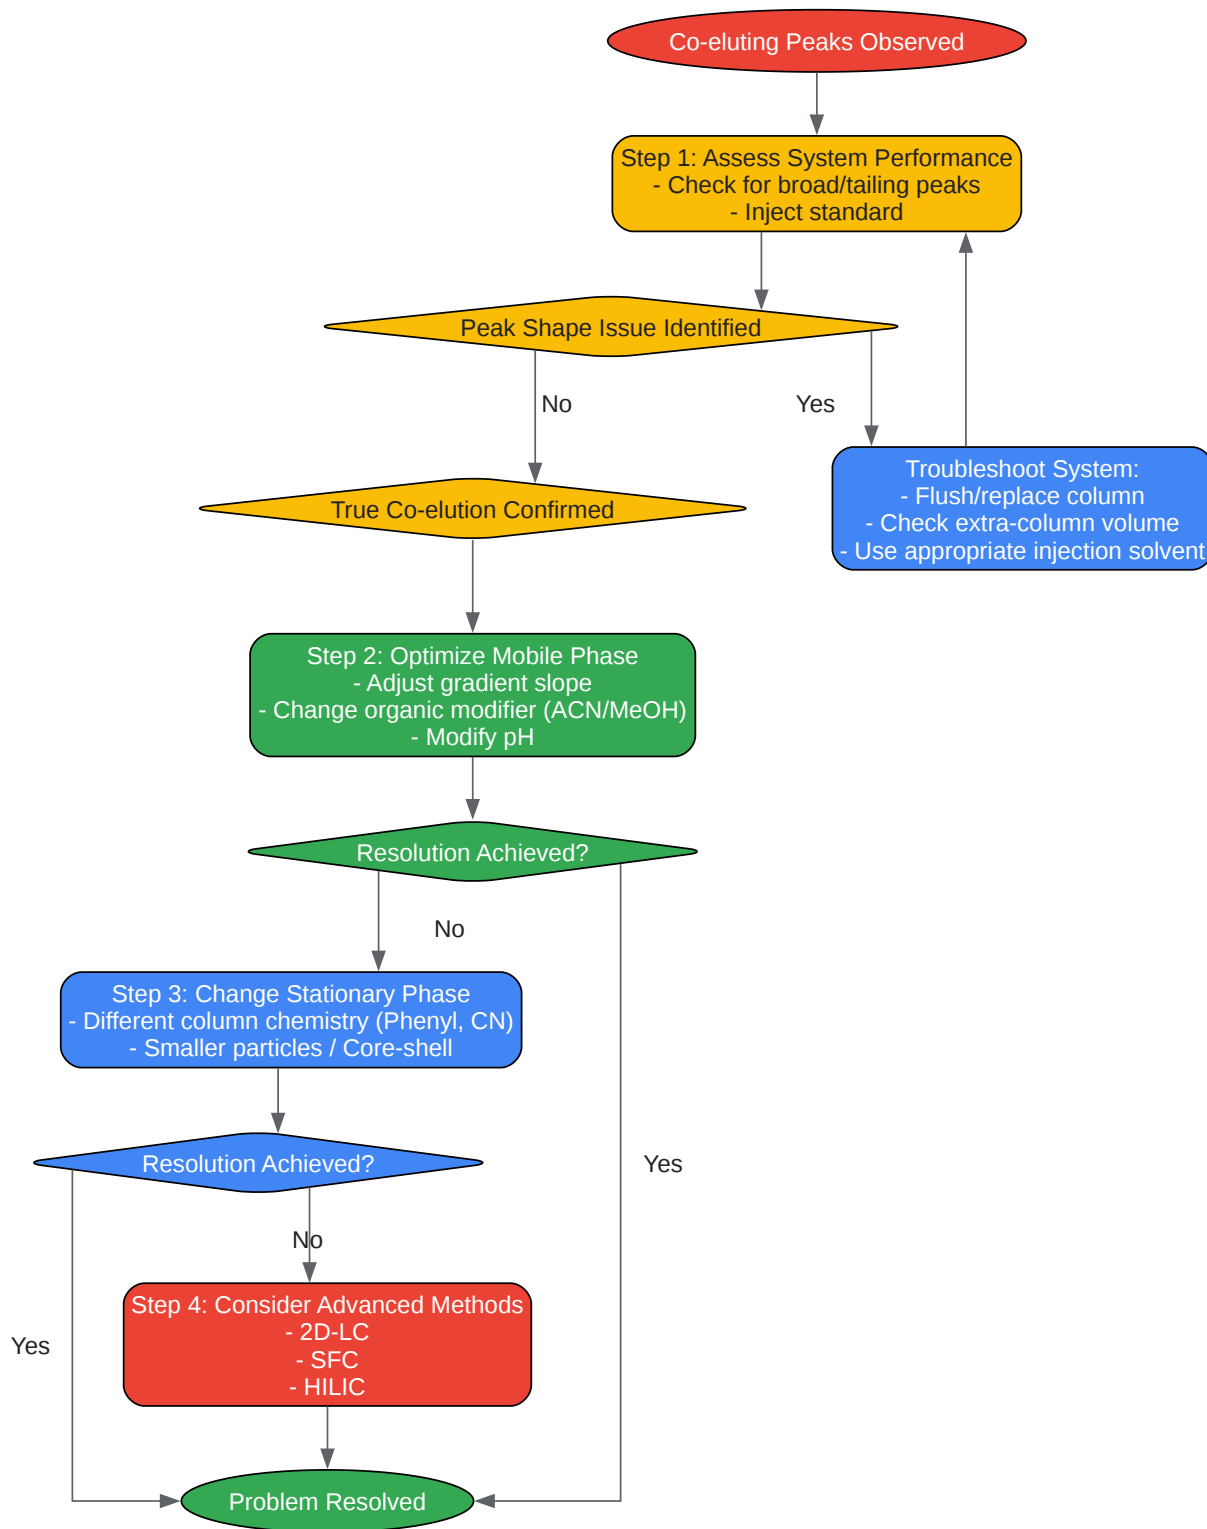 Co-eluting Peaks Observed
Step 1: Assess System Performance
- Check for broad/tailing peaks
- Inject standard
Peak Shape Issue Identified
No
Yes
Troubleshoot System:
- Flush/replace column
- Check extra-column volume
- Use appropriate injection solvent
True Co-elution Confirmed
Step 2: Optimize Mobile Phase
- Adjust gradient slope
- Change organic modifier (ACN/MeOH)
- Modify pH
Resolution Achieved?
No
Step 3: Change Stationary Phase
- Different column chemistry (Phenyl, CN)
- Smaller particles / Core-shell
Resolution Achieved?
Yes
No
Step 4: Consider Advanced Methods
- 2D-LC
- SFC
- HILIC
Yes
Problem Resolved